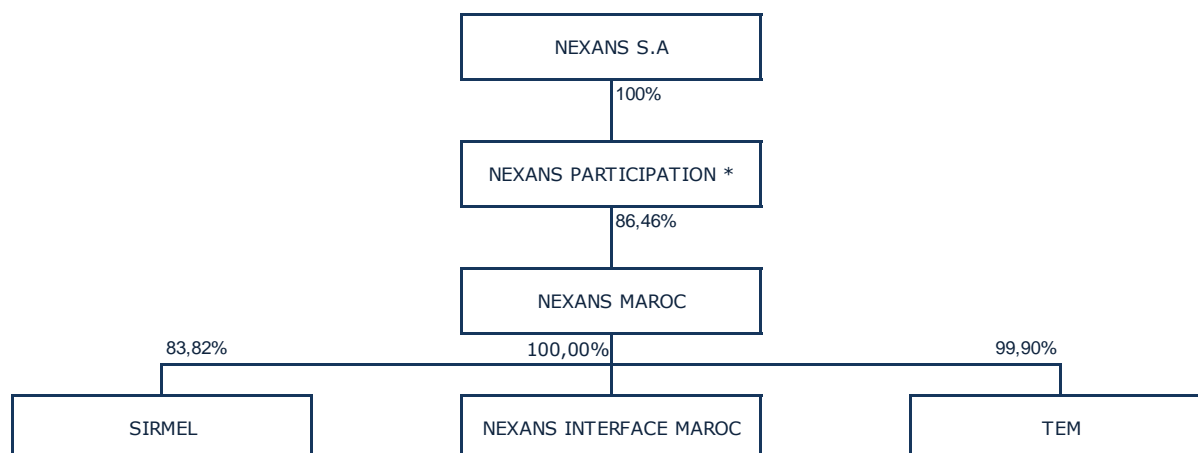 NEXANS S.A
100%
NEXANS PARTICIPATION *
86,46%
NEXANS MAROC
83,82%
100,00%
99,90%
SIRMEL
NEXANS INTERFACE MAROC
TEM